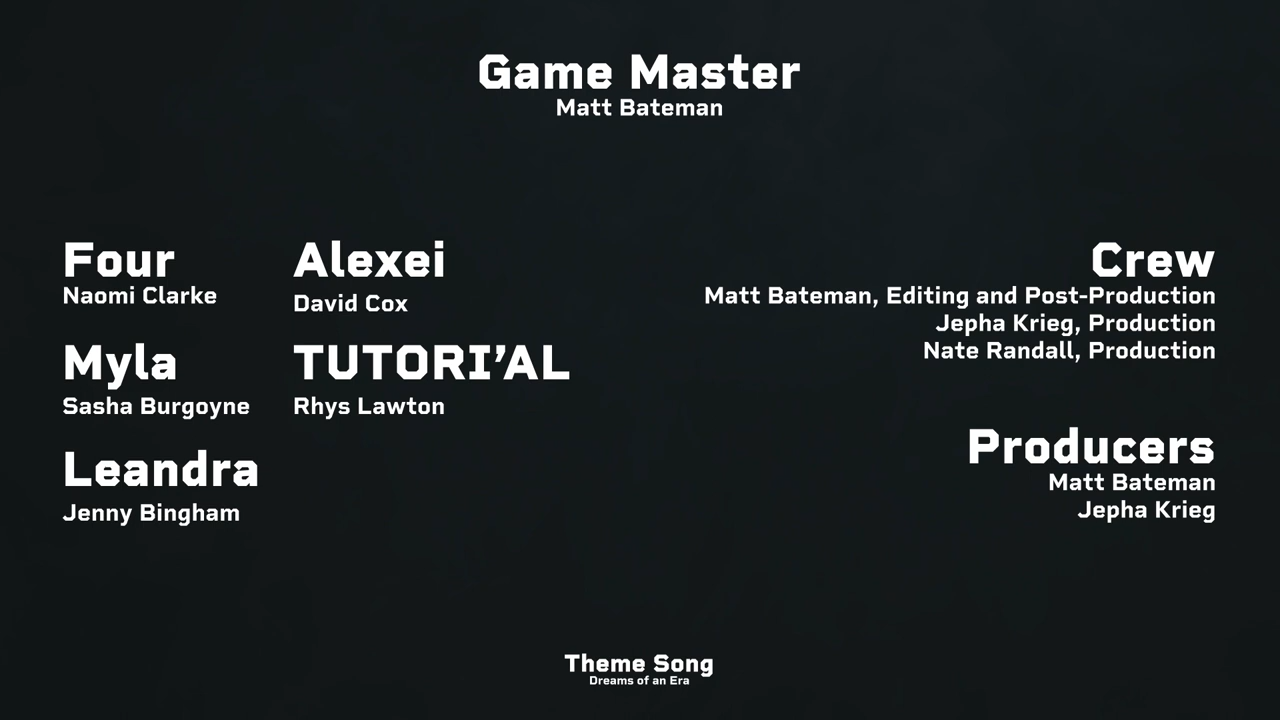 Game Master
Matt Bateman
Four
Naomi Clarke
Myla
Sasha Burgoyne
Leandra
Jenny Bingham
Alexei
David Cox
TUTORI’AL
Rhys Lawton
Crew
Matt Bateman, Editing and Post-Production
Jepha Krieg, Production
Nate Randall, Production
Producers
Matt Bateman
Jepha Krieg
Theme Song
Dreams of an Era